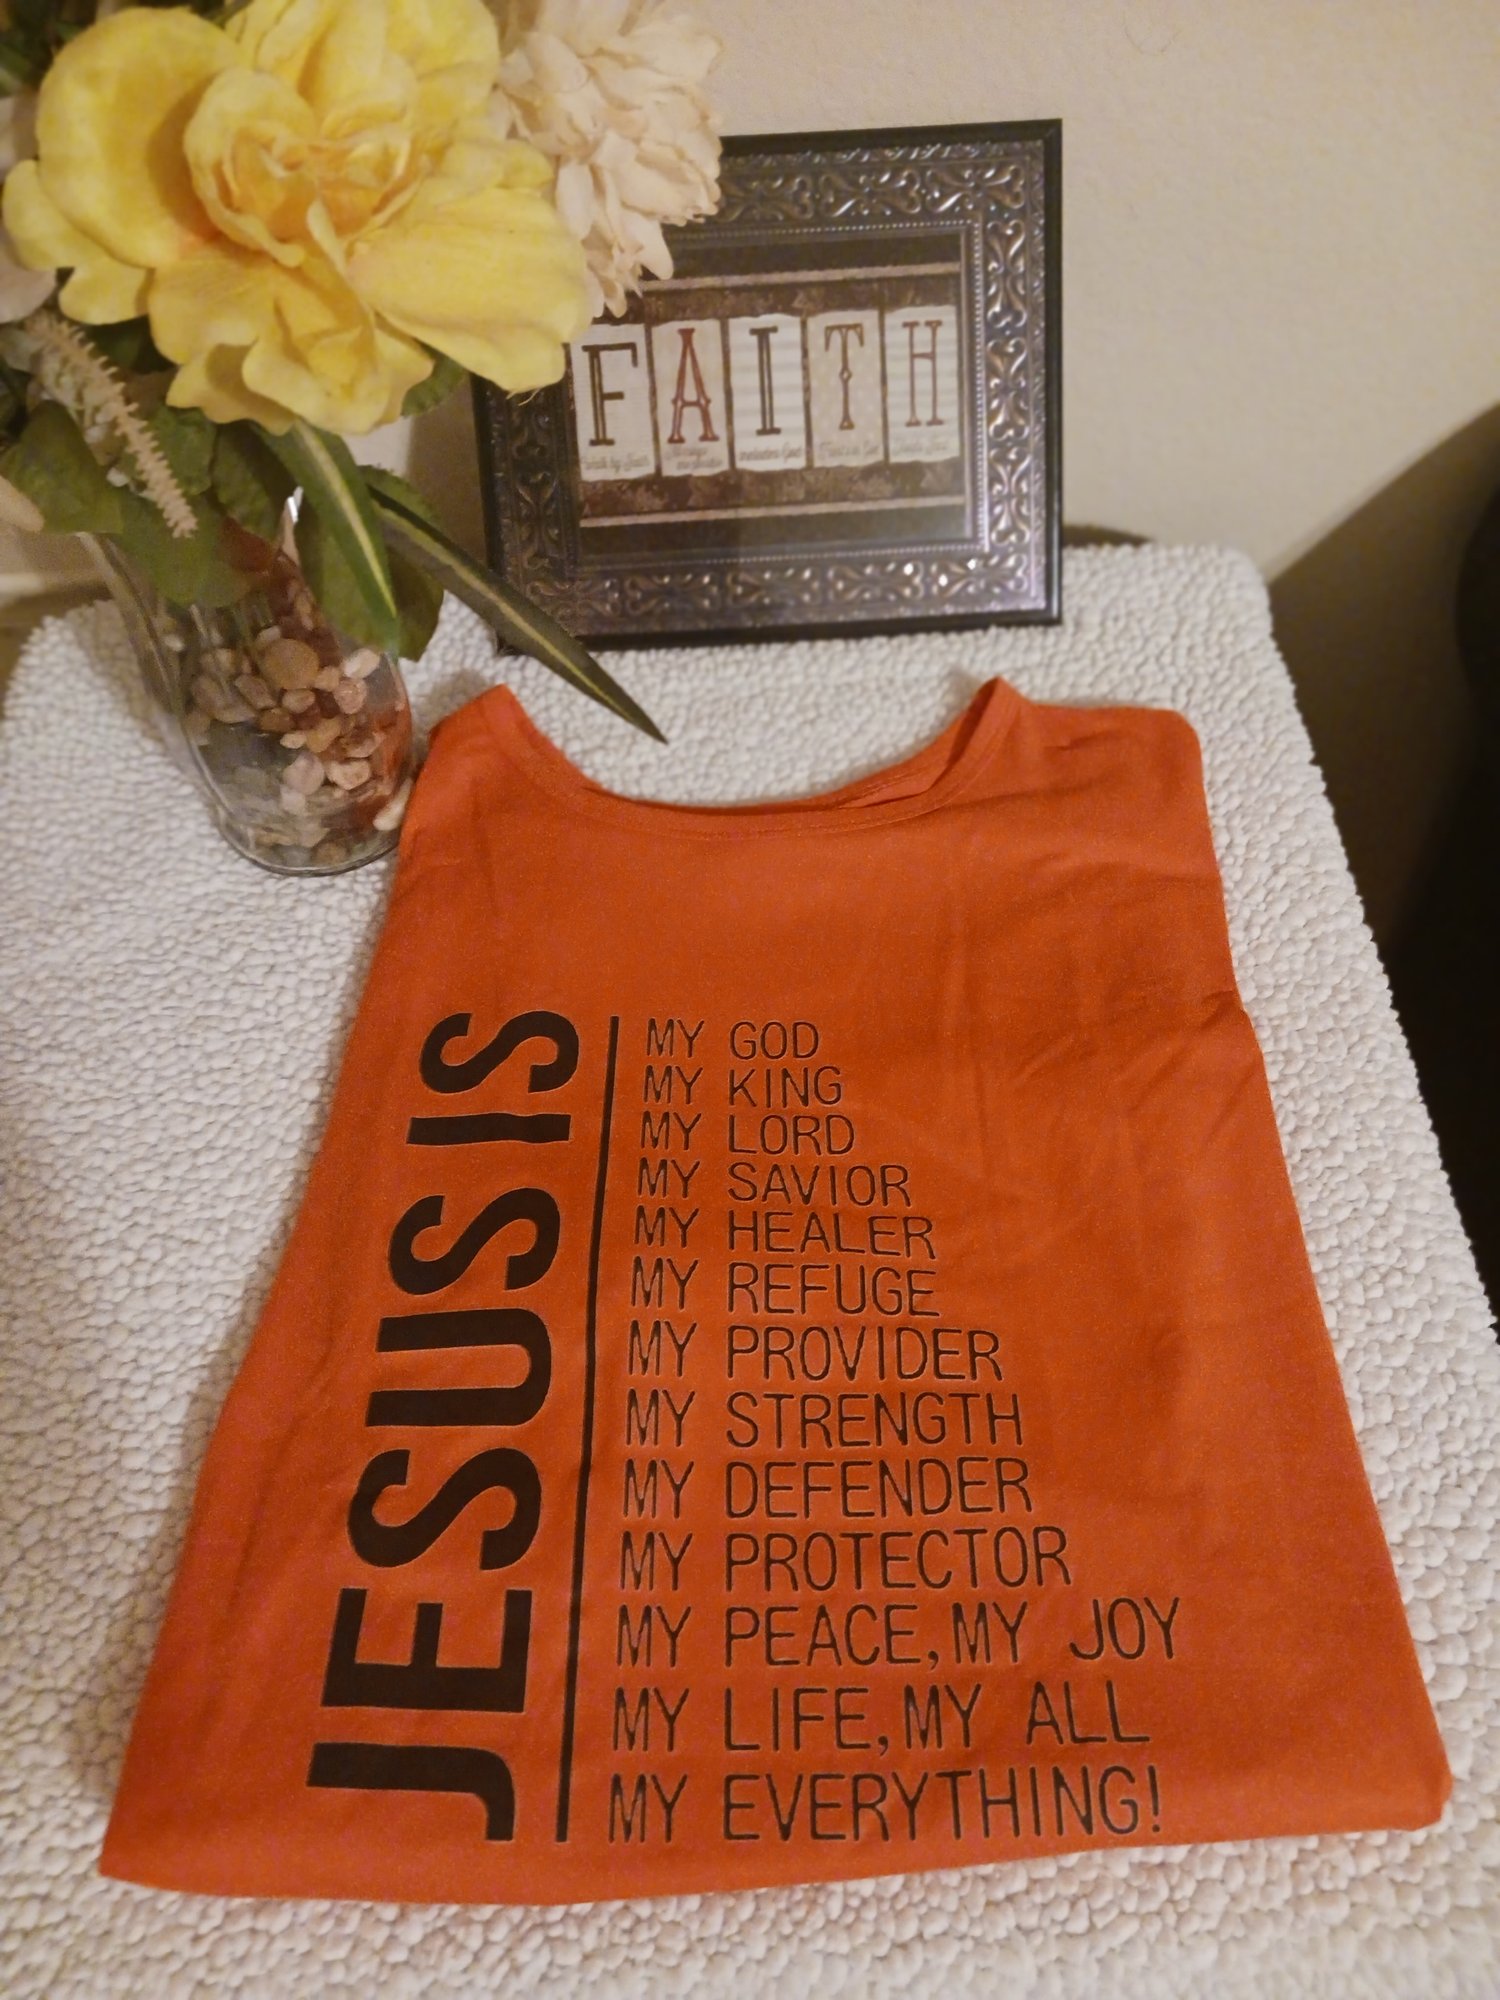 FAITH
JESUS IS
MY GOD
MY KING
MY LORD
MY SAVIOR
MY HEALER
MY REFUGE
MY PROVIDER
MY STRENGTH
MY DEFENDER
MY PROTECTOR
MY PEACE, MY JOY
MY LIFE, MY ALL
MY EVERYTHING!